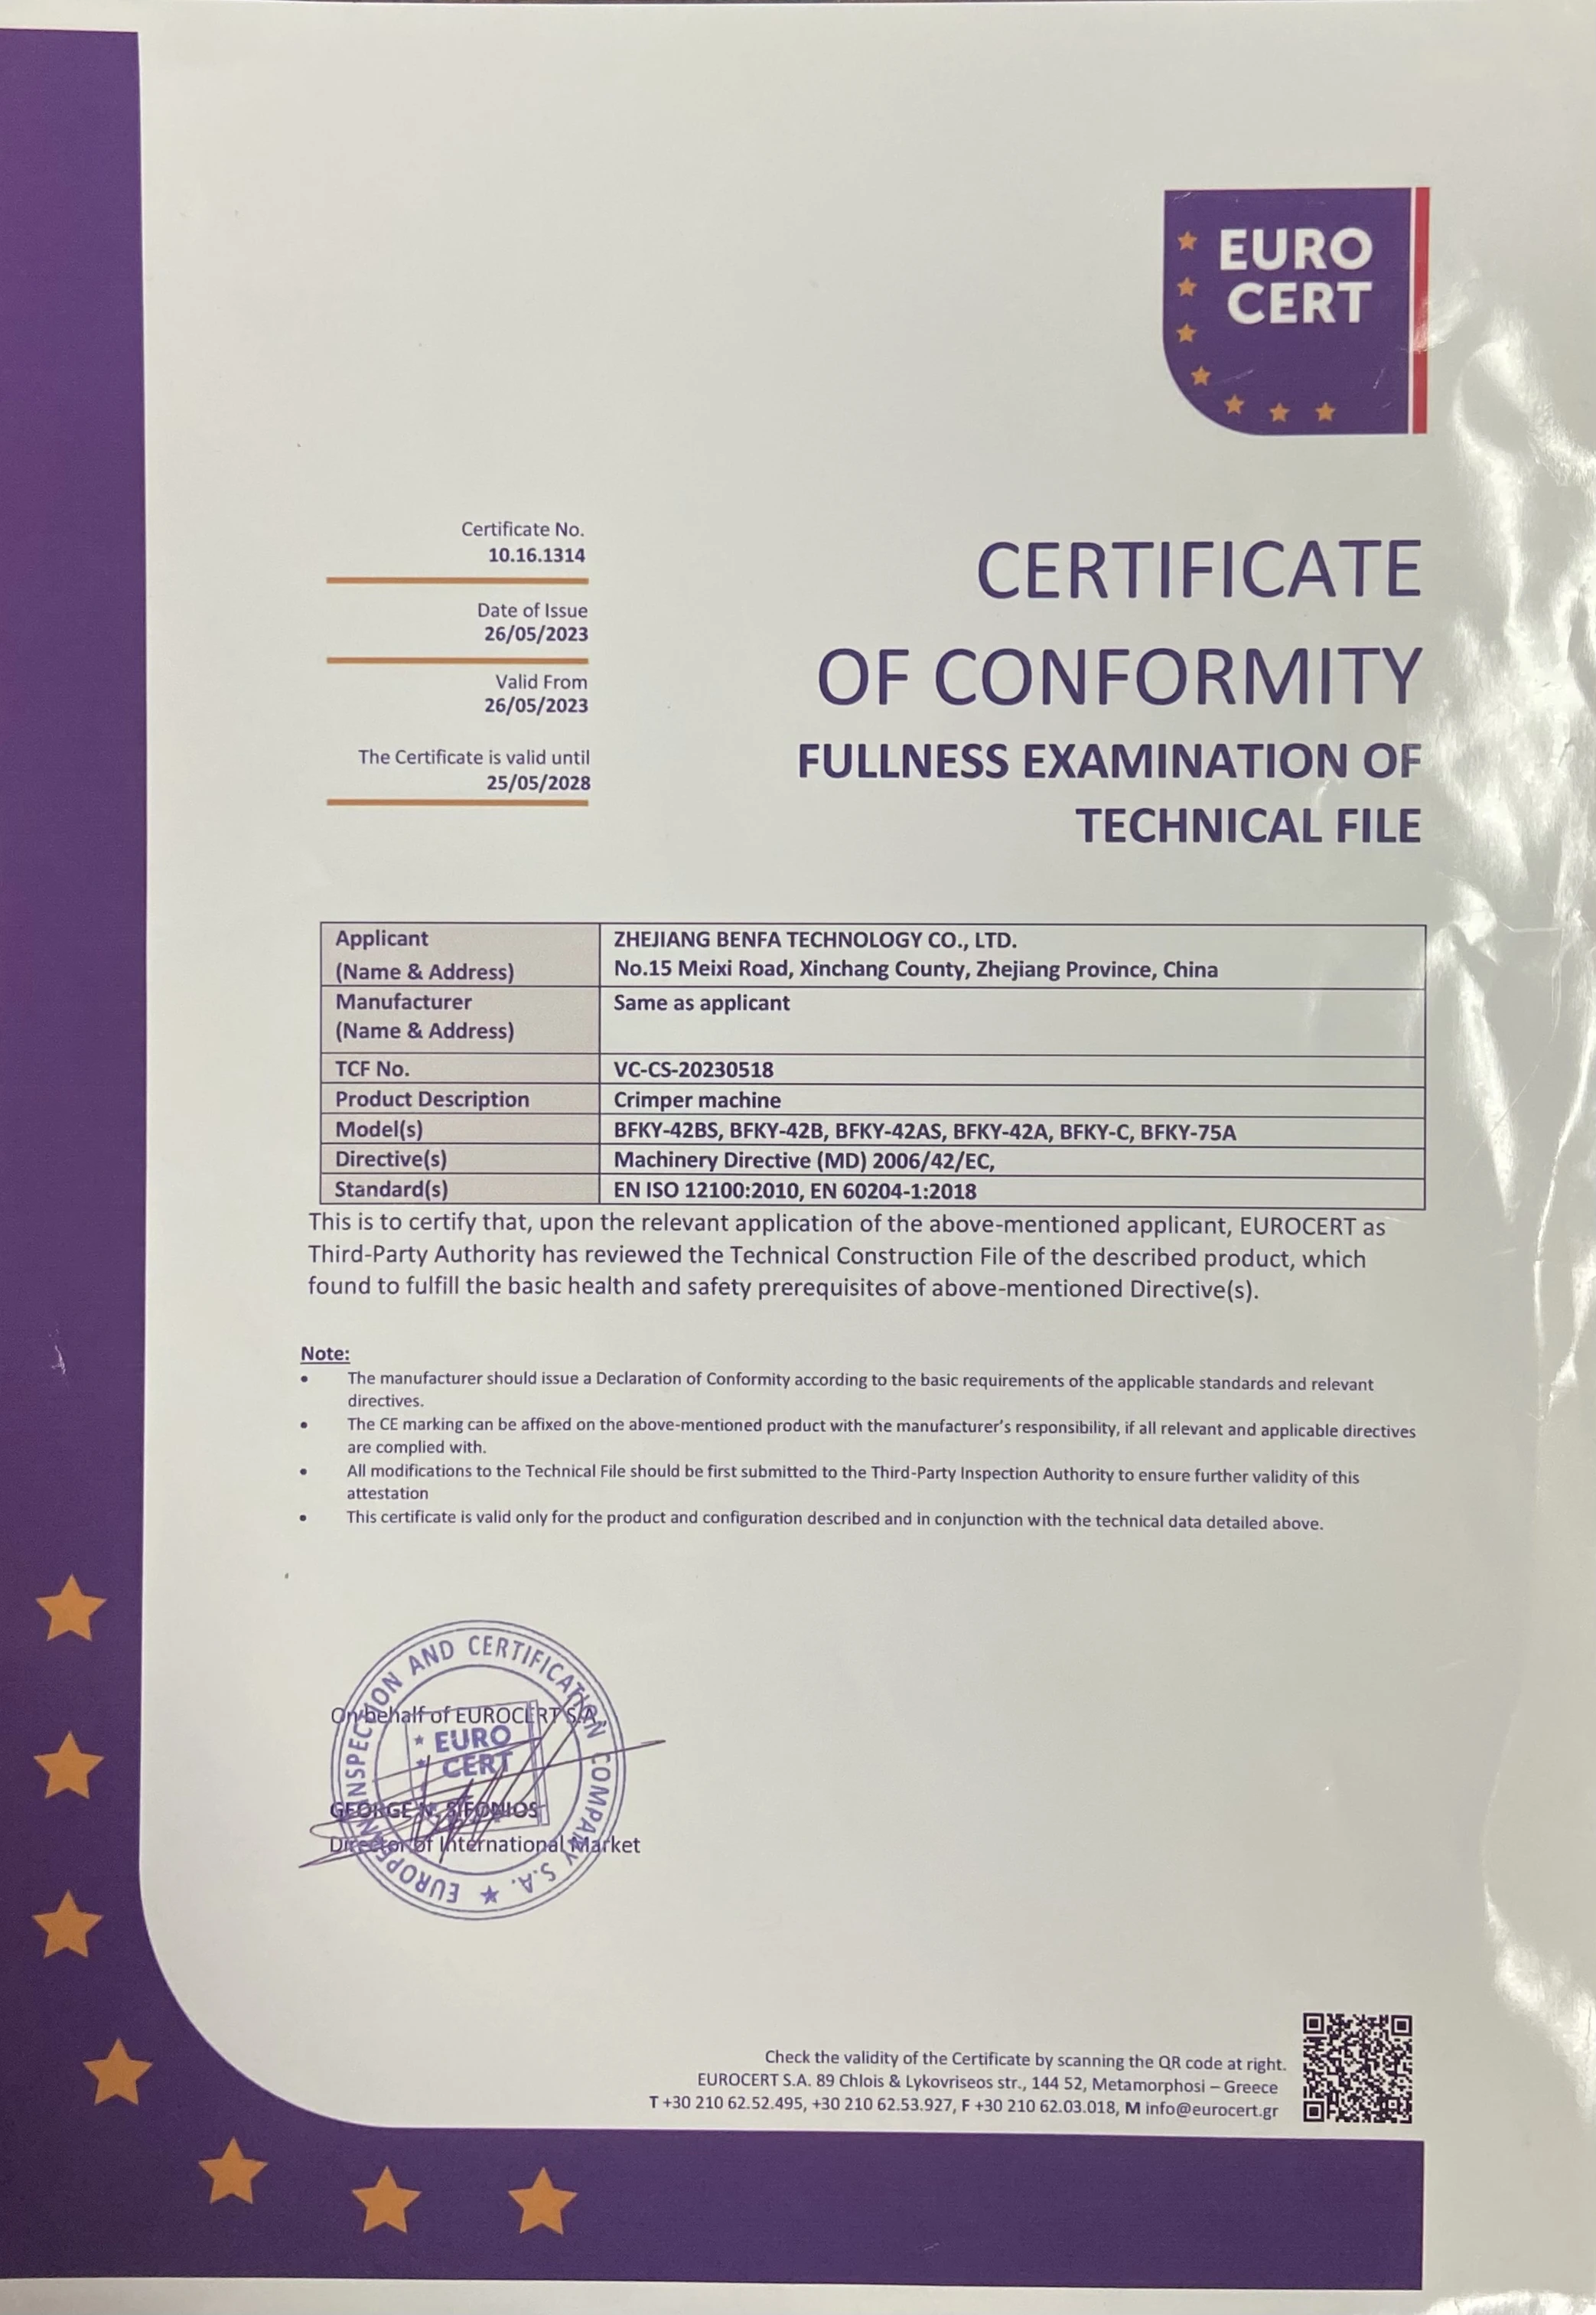 EURO
CERT
Certificate No.
10.16.1314
Date of Issue
26/05/2023
Valid From
26/05/2023
The Certificate is valid until
25/05/2028
CERTIFICATE
OF CONFORMITY
FULLNESS EXAMINATION OF
TECHNICAL FILE
Applicant
(Name & Address)
ZHEJIANG BENFA TECHNOLOGY CO., LTD.
No.15 Meixi Road, Xinchang County, Zhejiang Province, China
Manufacturer
(Name & Address)
Same as applicant
TCF No.
VC-CS-20230518
Product Description
Crimper machine
Model(s)
BFKY-42BS, BFKY-42B, BFKY-42AS, BFKY-42A, BFKY-C, BFKY-75A
Directive(s)
Machinery Directive (MD) 2006/42/EC,
Standard(s)
EN ISO 12100:2010, EN 60204-1:2018
This is to certify that, upon the relevant application of the above-mentioned applicant, EUROCERT as
Third-Party Authority has reviewed the Technical Construction File of the described product, which
found to fulfill the basic health and safety prerequisites of above-mentioned Directive(s).
Note:
• The manufacturer should issue a Declaration of Conformity according to the basic requirements of the applicable standards and relevant
directives.
• The CE marking can be affixed on the above-mentioned product with the manufacturer's responsibility, if all relevant and applicable directives
are complied with.
• All modifications to the Technical File should be first submitted to the Third-Party Inspection Authority to ensure further validity of this
attestation
• This certificate is valid only for the product and configuration described and in conjunction with the technical data detailed above.
EUROPEAN INSPECTION AND CERTIFICATION COMPANY S.A.
On behalf of EUROCERT S.A.
EURO
CERT
GEORGE N. SIFONIOS
Director of International Market
Check the validity of the Certificate by scanning the QR code at right.
EUROCERT S.A. 89 Chlois & Lykovriseos str., 144 52, Metamorphosi – Greece
T +30 210 62.52.495, +30 210 62.53.927, F +30 210 62.03.018, M info@eurocert.gr